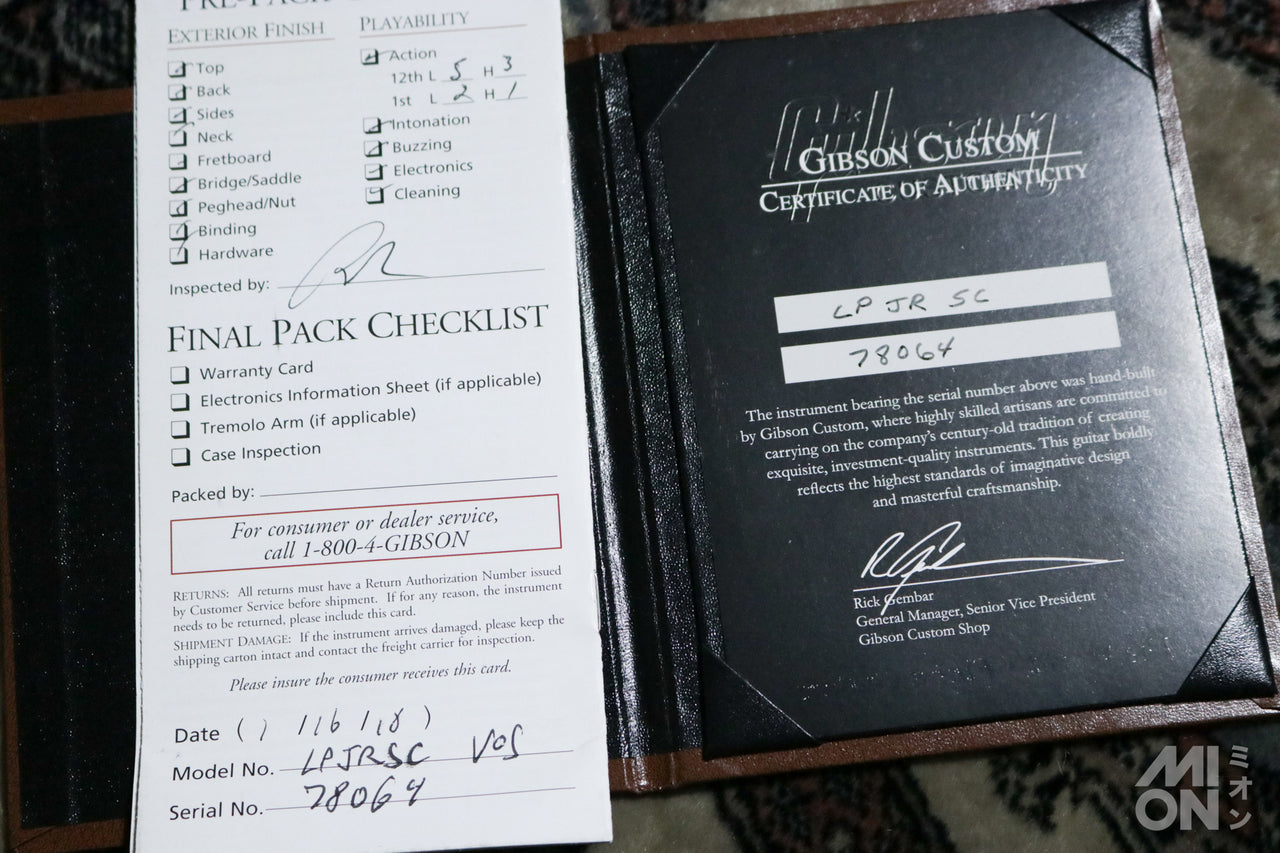 EXTERIOR FINISH
Top
Back
Sides
Neck
Fretboard
Bridge/Saddle
Peghead/Nut
Binding
Hardware
PLAYABILITY
Action
12th L 5 H 3
1st L 2 H 1
Intonation
Buzzing
Electronics
Cleaning
Inspected by:
FINAL PACK CHECKLIST
Warranty Card
Electronics Information Sheet (if applicable)
Tremolo Arm (if applicable)
Case Inspection
Packed by:
For consumer or dealer service,
call 1-800-4-GIBSON
RETURNS: All returns must have a Return Authorization Number issued
by Customer Service before shipment. If for any reason, the instrument
needs to be returned, please include this card.
SHIPMENT DAMAGE: If the instrument arrives damaged, please keep the
shipping carton intact and contact the freight carrier for inspection.
Please insure the consumer receives this card.
Date
Model No. LPJRSC VOS
Serial No. 78064
Gibson
GIBSON CUSTOM
CERTIFICATE OF AUTHENTICITY
LP JR SC
78064
The instrument bearing the serial number above was hand-built
by Gibson Custom, where highly skilled artisans are committed to
carrying on the company's century-old tradition of creating
exquisite, investment-quality instruments. This guitar boldly
reflects the highest standards of imaginative design
and masterful craftsmanship.
Rick Gembar
General Manager, Senior Vice President
Gibson Custom Shop
MI
ON
ミオン